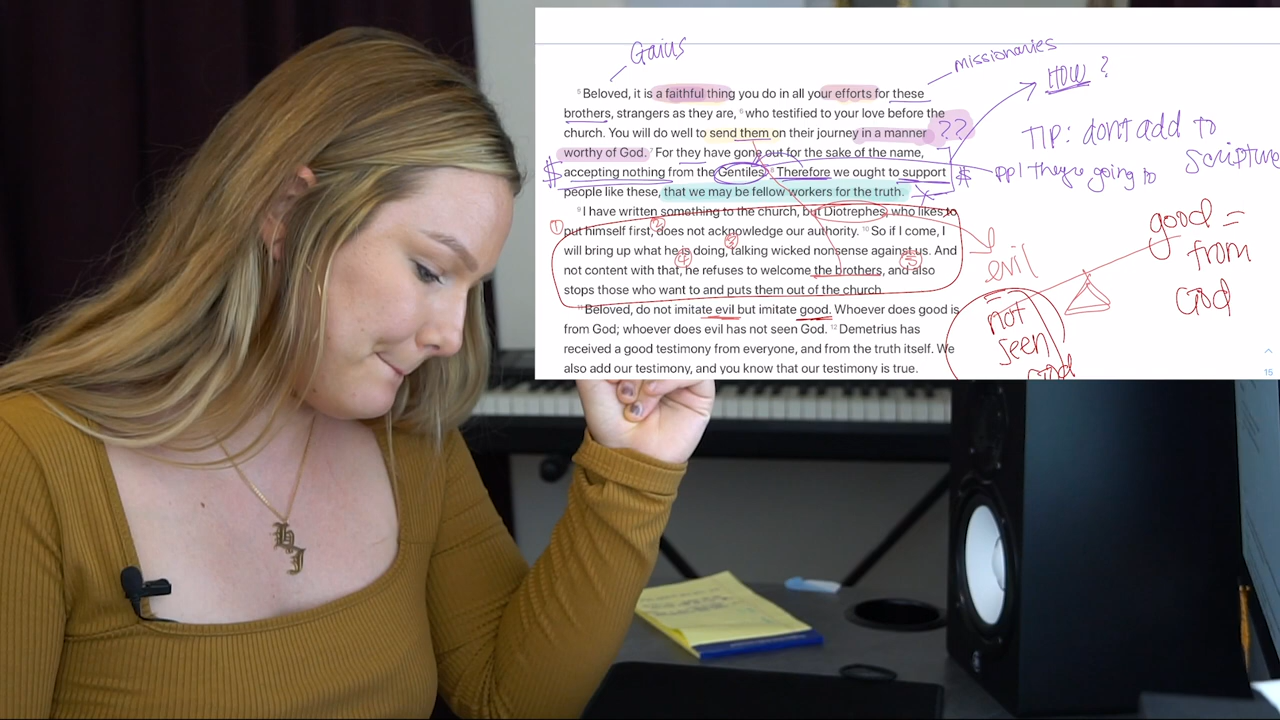 Gaius
missionaries
HOW?
5 Beloved, it is a faithful thing you do in all your efforts for these
brothers, strangers as they are, 6 who testified to your love before the
church. You will do well to send them on their journey in a manner
??
worthy of God. 7 For they have gone out for the sake of the name,
accepting nothing from the Gentiles. 8 Therefore we ought to support
people like these, that we may be fellow workers for the truth.
$
$
x
ppl they're going to
TIP: don't add to
scripture
9 I have written something to the church, but Diotrephes, who likes to
put himself first, does not acknowledge our authority. 10 So if I come, I
will bring up what he is doing, talking wicked nonsense against us. And
not content with that, he refuses to welcome the brothers, and also
stops those who want to and puts them out of the church.
1
2
3
4
5
11 Beloved, do not imitate evil but imitate good. Whoever does good is
from God; whoever does evil has not seen God. 12 Demetrius has
received a good testimony from everyone, and from the truth itself. We
also add our testimony, and you know that our testimony is true.
evil
=
not
seen
God
good =
from
God
15